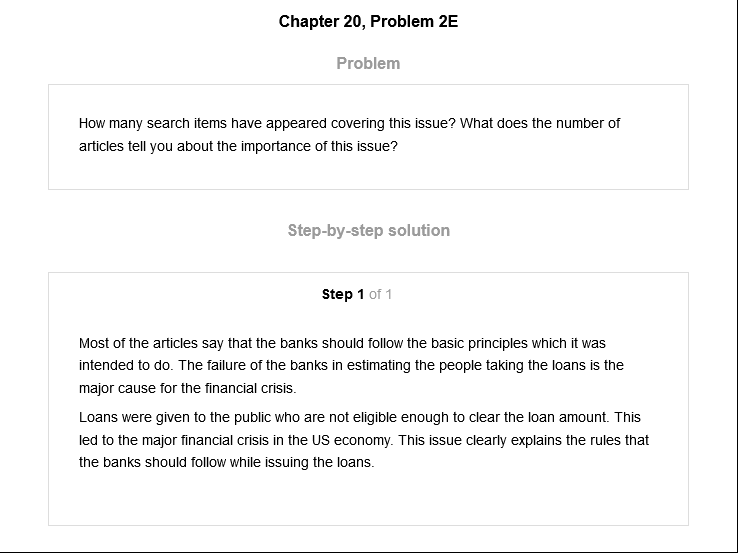 Chapter 20, Problem 2E
Problem
How many search items have appeared covering this issue? What does the number of
articles tell you about the importance of this issue?
Step-by-step solution
Step 1 of 1
Most of the articles say that the banks should follow the basic principles which it was
intended to do. The failure of the banks in estimating the people taking the loans is the
major cause for the financial crisis.
Loans were given to the public who are not eligible enough to clear the loan amount. This
led to the major financial crisis in the US economy. This issue clearly explains the rules that
the banks should follow while issuing the loans.